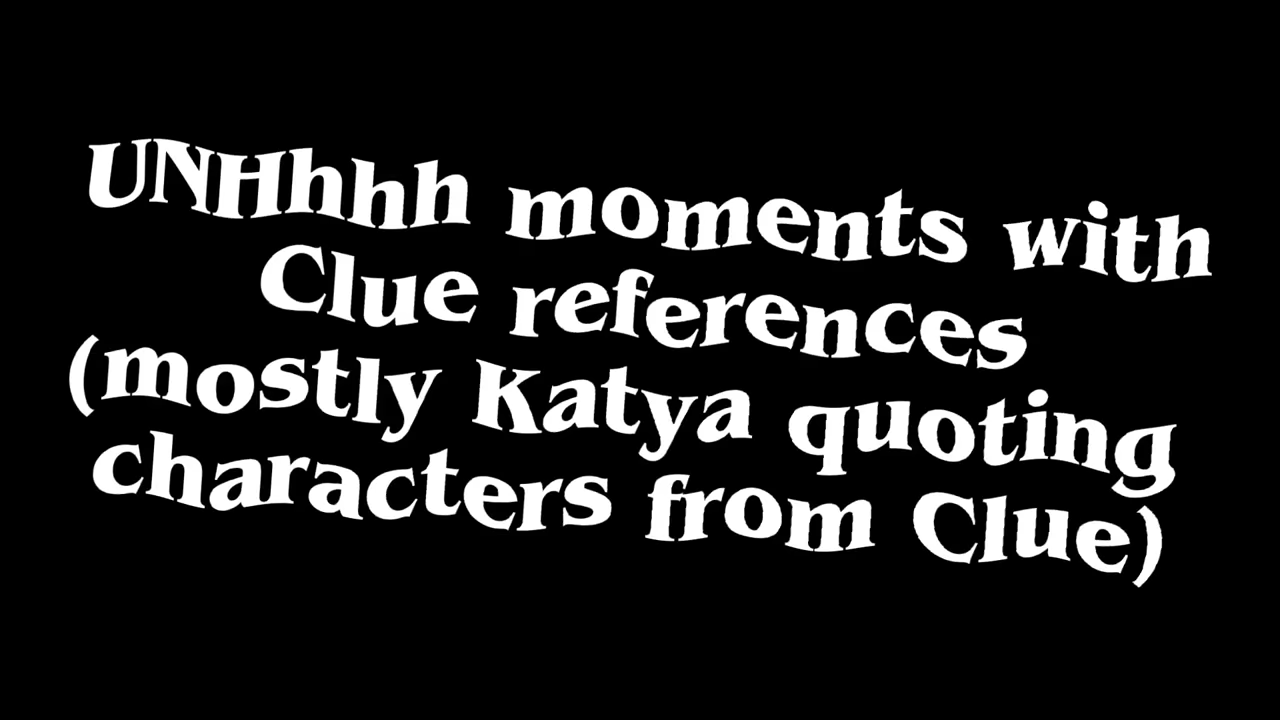 UNHhhh moments with
Clue references
(mostly Katya quoting
characters from Clue)